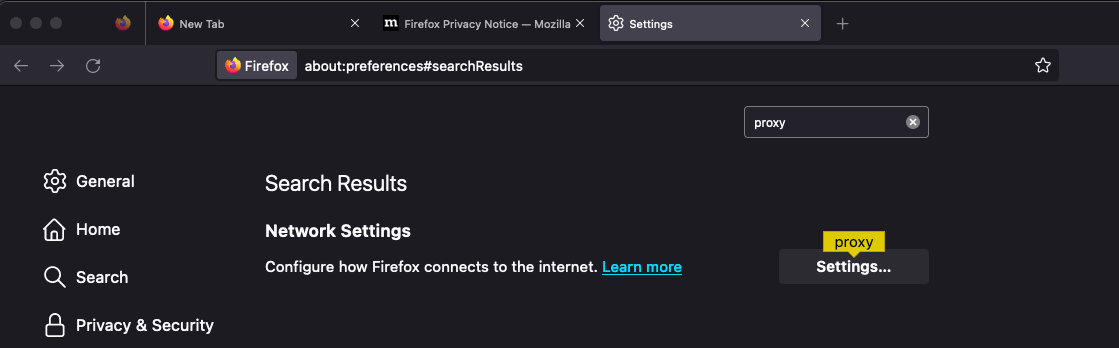 New Tab
Firefox Privacy Notice — Mozilla
Settings
Firefox
about:preferences#searchResults
proxy
General
Home
Search
Privacy & Security
Search Results
Network Settings
Configure how Firefox connects to the internet. Learn more
proxy
Settings...